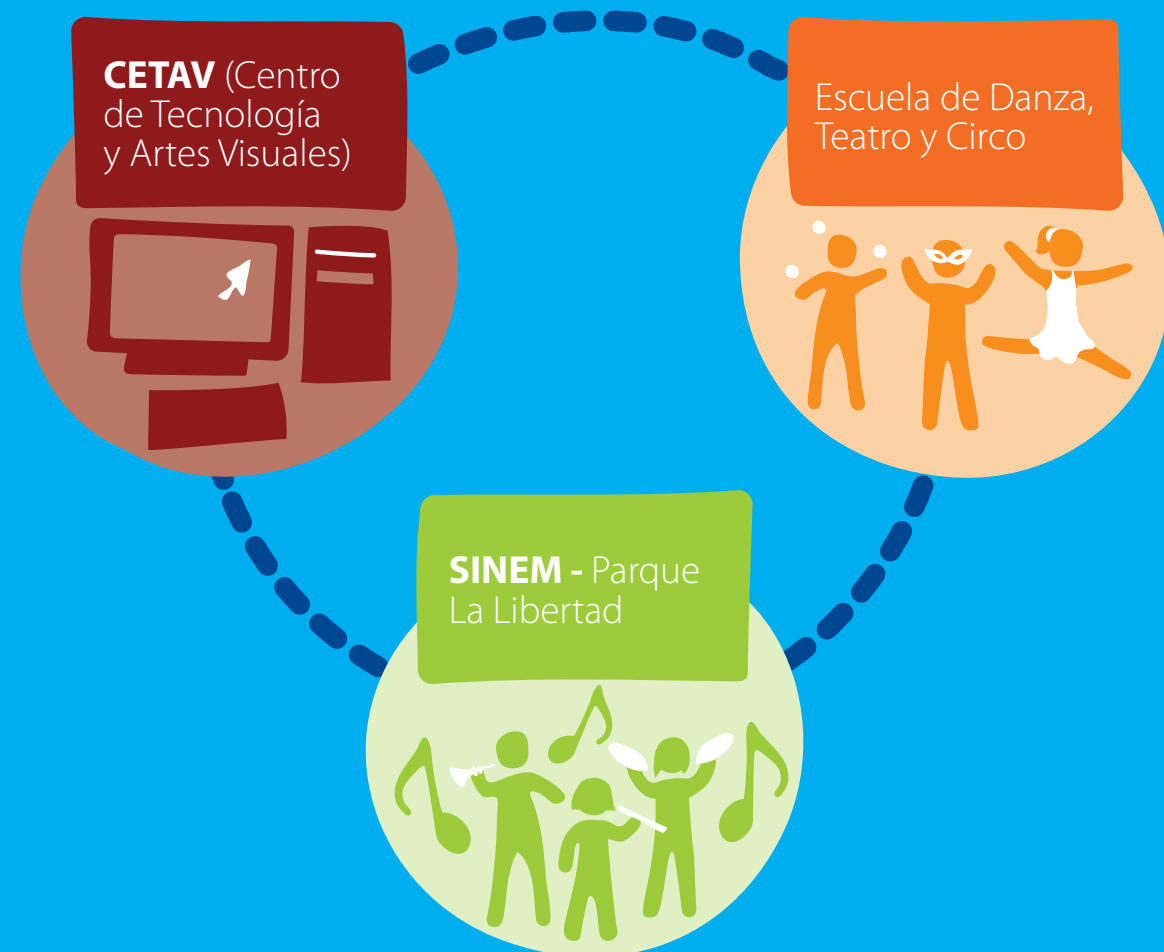 CETAV (Centro
de Tecnología
y Artes Visuales)
Escuela de Danza,
Teatro y Circo
SINEM - Parque
La Libertad